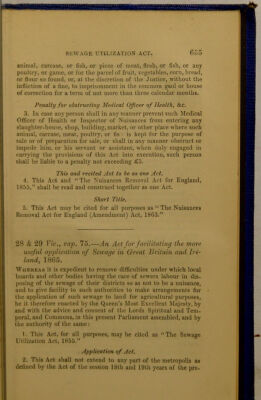 SEWAGE UTILIZATION ACT. 655
animal, carcase, or fish, or piece of meat, flesh, or fish, or any
poultry, or game, or for the parcel of fruit, vegetables, corn, bread,
or flour so found, or, at the discretion of the Justice, without the
infliction of a fine, to imprisonment in the common gaol or house
of correction for a term of not more than three calendar months.
Penalty for obstructing Medical Officer of Health, &c.
3. In case any person shall in any manner prevent such Medical
Officer of Health or Inspector of Nuisances from entering any
slaughter-house, shop, building, market, or other place where such
animal, carcase, meat, poultry, or fish is kept for the purpose of
sale or of preparation for sale, or shall in any manner obstruct or
impede him, or his servant or assistant, when duly engaged in
carrying the provisions of this Act into execution, such person
shall be liable to a penalty not exceeding £5.
This and recited Act to be as one Act.
4. This Act and "The Nuisances Removal Act for England,
1855," shall be read and construed together as one Act.
Short Title.
5. This Act may be cited for all purposes as "The Nuisances
Removal Act for England (Amendment) Act, 1863."
28 & 29 Vic., cap. 75.—An Act for facilitating the more
useful application of Sewage in Great Britain and Ire-
land, 1865.
WHEREAS it is expedient to remove difficulties under which local
boards and other bodies having the care of sewers labour in dis-
posing of the sewage of their districts so as not to be a nuisance,
and to give facility to such authorities to make arrangements for
the application of such sewage to land for agricultural purposes,
be it therefore enacted by the Queen's Most Excellent Majesty, by
and with the advice and consent of the Lords Spiritual and Tem-
poral, and Commons, in this present Parliament assembled, and by
the authority of the same:
1. This Act, for all purposes, may be cited as "The Sewage
Utilization Act, 1865."
Application of Act.
2. This Act shall not extend to any part of the metropolis as
defined by the Act of the session 18th and 19th years of the pre-